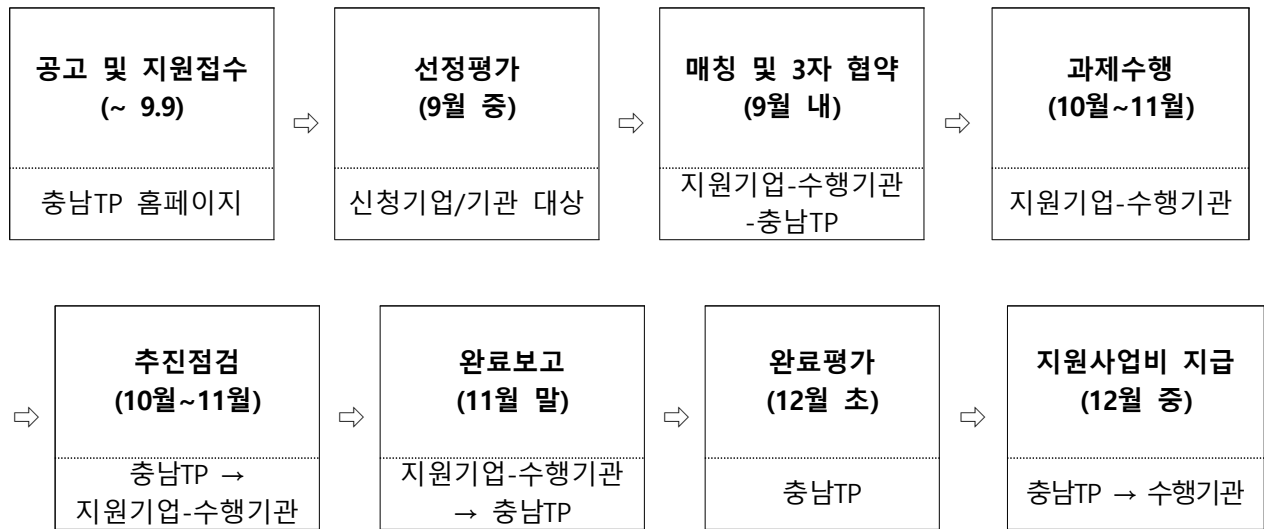 공고 및 지원접수
(~ 9.9)
충남TP 홈페이지
⇨
선정평가
(9월 중)
신청기업/기관 대상
⇨
매칭 및 3자 협약
(9월 내)
지원기업-수행기관
-충남TP
⇨
과제수행
(10월~11월)
지원기업-수행기관
⇨
추진점검
(10월~11월)
충남TP →
지원기업-수행기관
⇨
완료보고
(11월 말)
지원기업-수행기관
→ 충남TP
⇨
완료평가
(12월 초)
충남TP
⇨
지원사업비 지급
(12월 중)
충남TP → 수행기관